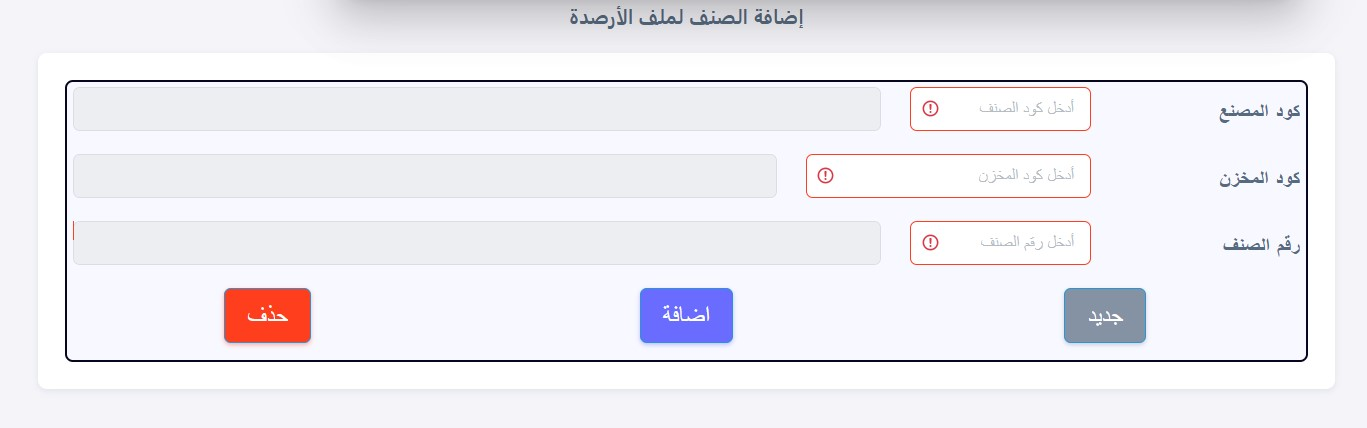 إضافة الصنف لملف الأرصدة
كود المصنع أدخل كود الصنف
كود المخزن أدخل كود المخزن
رقم الصنف أدخل رقم الصنف
جديد اضافة حذف